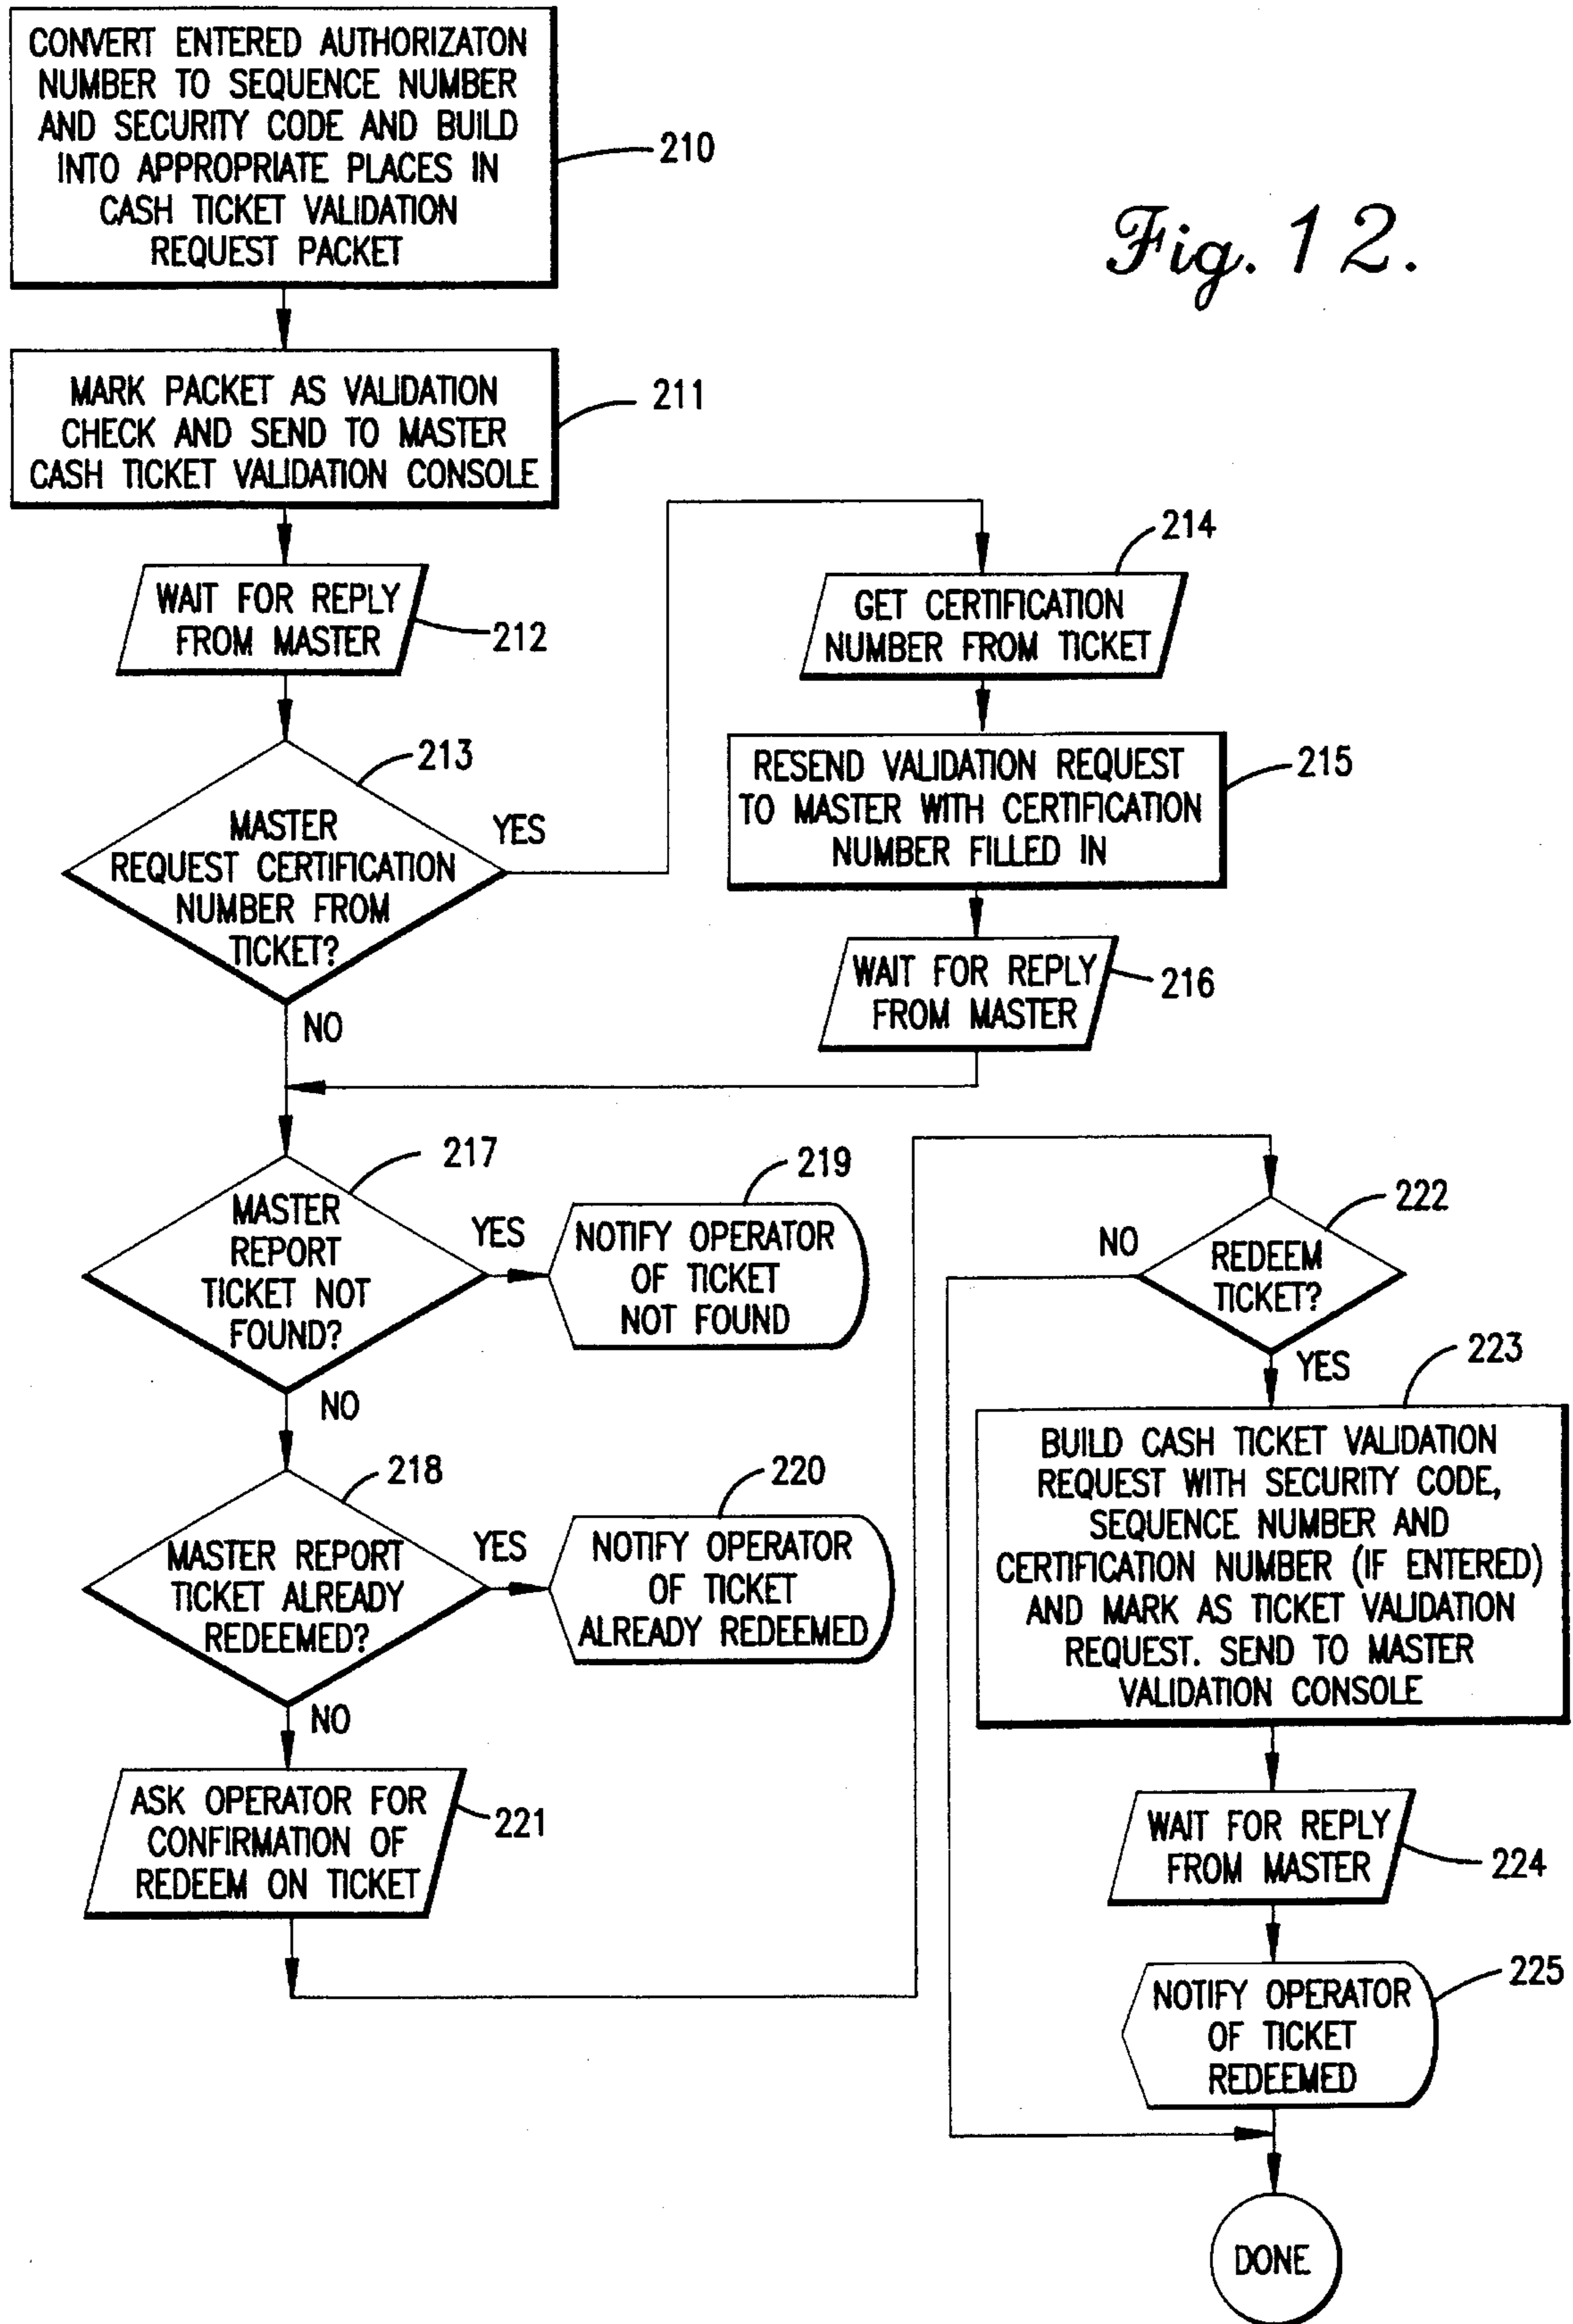 CONVERT ENTERED AUTHORIZATON
NUMBER TO SEQUENCE NUMBER
AND SECURITY CODE AND BUILD
INTO APPROPRIATE PLACES IN
CASH TICKET VALIDATION
REQUEST PACKET
210
Fig. 12.
MARK PACKET AS VALIDATION
CHECK AND SEND TO MASTER
CASH TICKET VALIDATION CONSOLE
211
WAIT FOR REPLY
FROM MASTER
212
213
MASTER
REQUEST CERTIFICATION
NUMBER FROM
TICKET?
YES
NO
214
GET CERTIFICATION
NUMBER FROM TICKET
RESEND VALIDATION REQUEST
TO MASTER WITH CERTIFICATION
NUMBER FILLED IN
215
WAIT FOR REPLY
FROM MASTER
216
217
MASTER
REPORT
TICKET NOT
FOUND?
YES
NO
219
NOTIFY OPERATOR
OF TICKET
NOT FOUND
218
MASTER REPORT
TICKET ALREADY
REDEEMED?
YES
NO
220
NOTIFY OPERATOR
OF TICKET
ALREADY REDEEMED
ASK OPERATOR FOR
CONFIRMATION OF
REDEEM ON TICKET
221
222
REDEEM
TICKET?
NO
YES
223
BUILD CASH TICKET VALIDATION
REQUEST WITH SECURITY CODE,
SEQUENCE NUMBER AND
CERTIFICATION NUMBER (IF ENTERED)
AND MARK AS TICKET VALIDATION
REQUEST. SEND TO MASTER
VALIDATION CONSOLE
WAIT FOR REPLY
FROM MASTER
224
225
NOTIFY OPERATOR
OF TICKET
REDEEMED
DONE